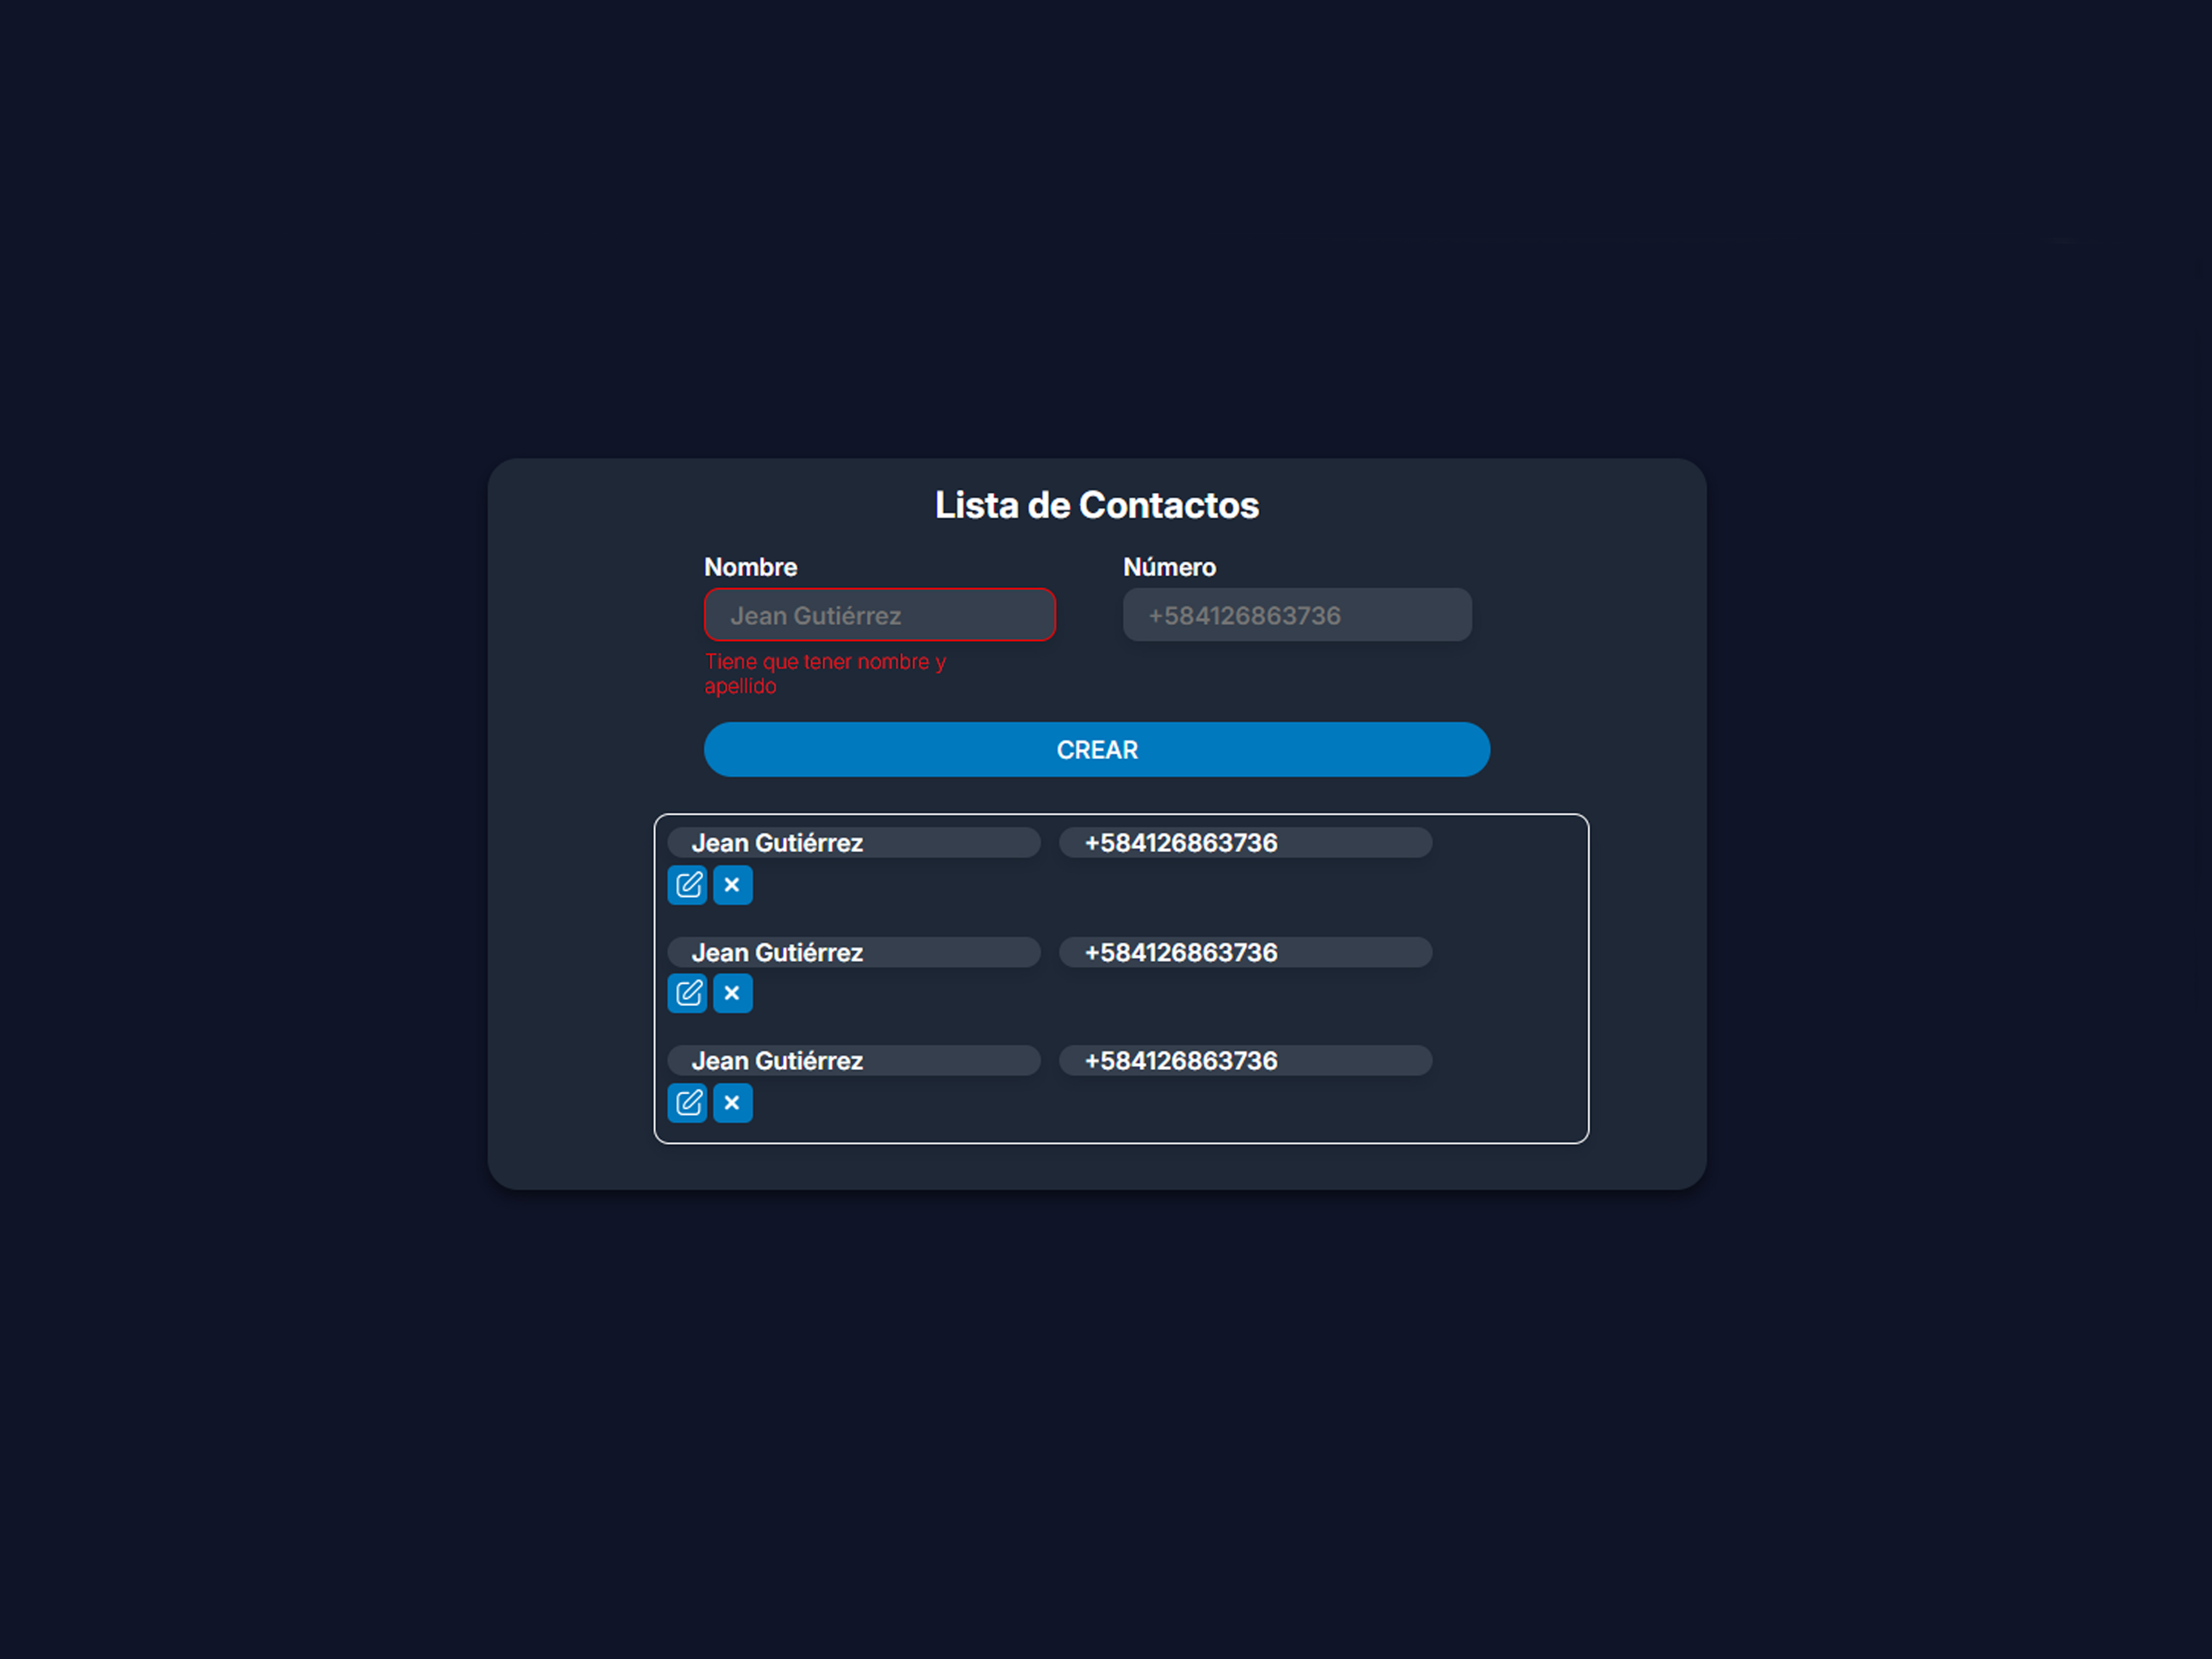 Lista de Contactos
Nombre
Número
Jean Gutiérrez
+584126863736
Tiene que tener nombre y
apellido
CREAR
Jean Gutiérrez
+584126863736
Jean Gutiérrez
+584126863736
Jean Gutiérrez
+584126863736